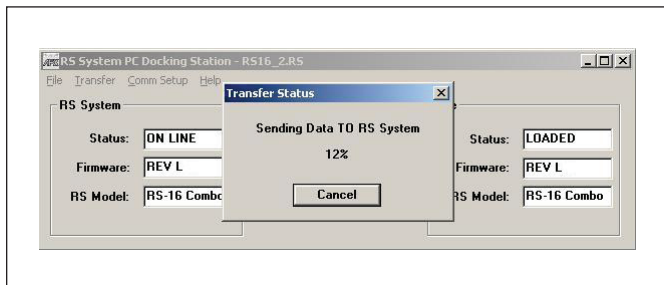 RS System PC Docking Station - RS16_2.RS
File Transfer Comm Setup Help
Transfer Status
Sending Data TO RS System
12%
Cancel
RS System
Status: ON LINE
Firmware: REV L
RS Model: RS-16 Combo
Status: LOADED
Firmware: REV L
RS Model: RS-16 Combo